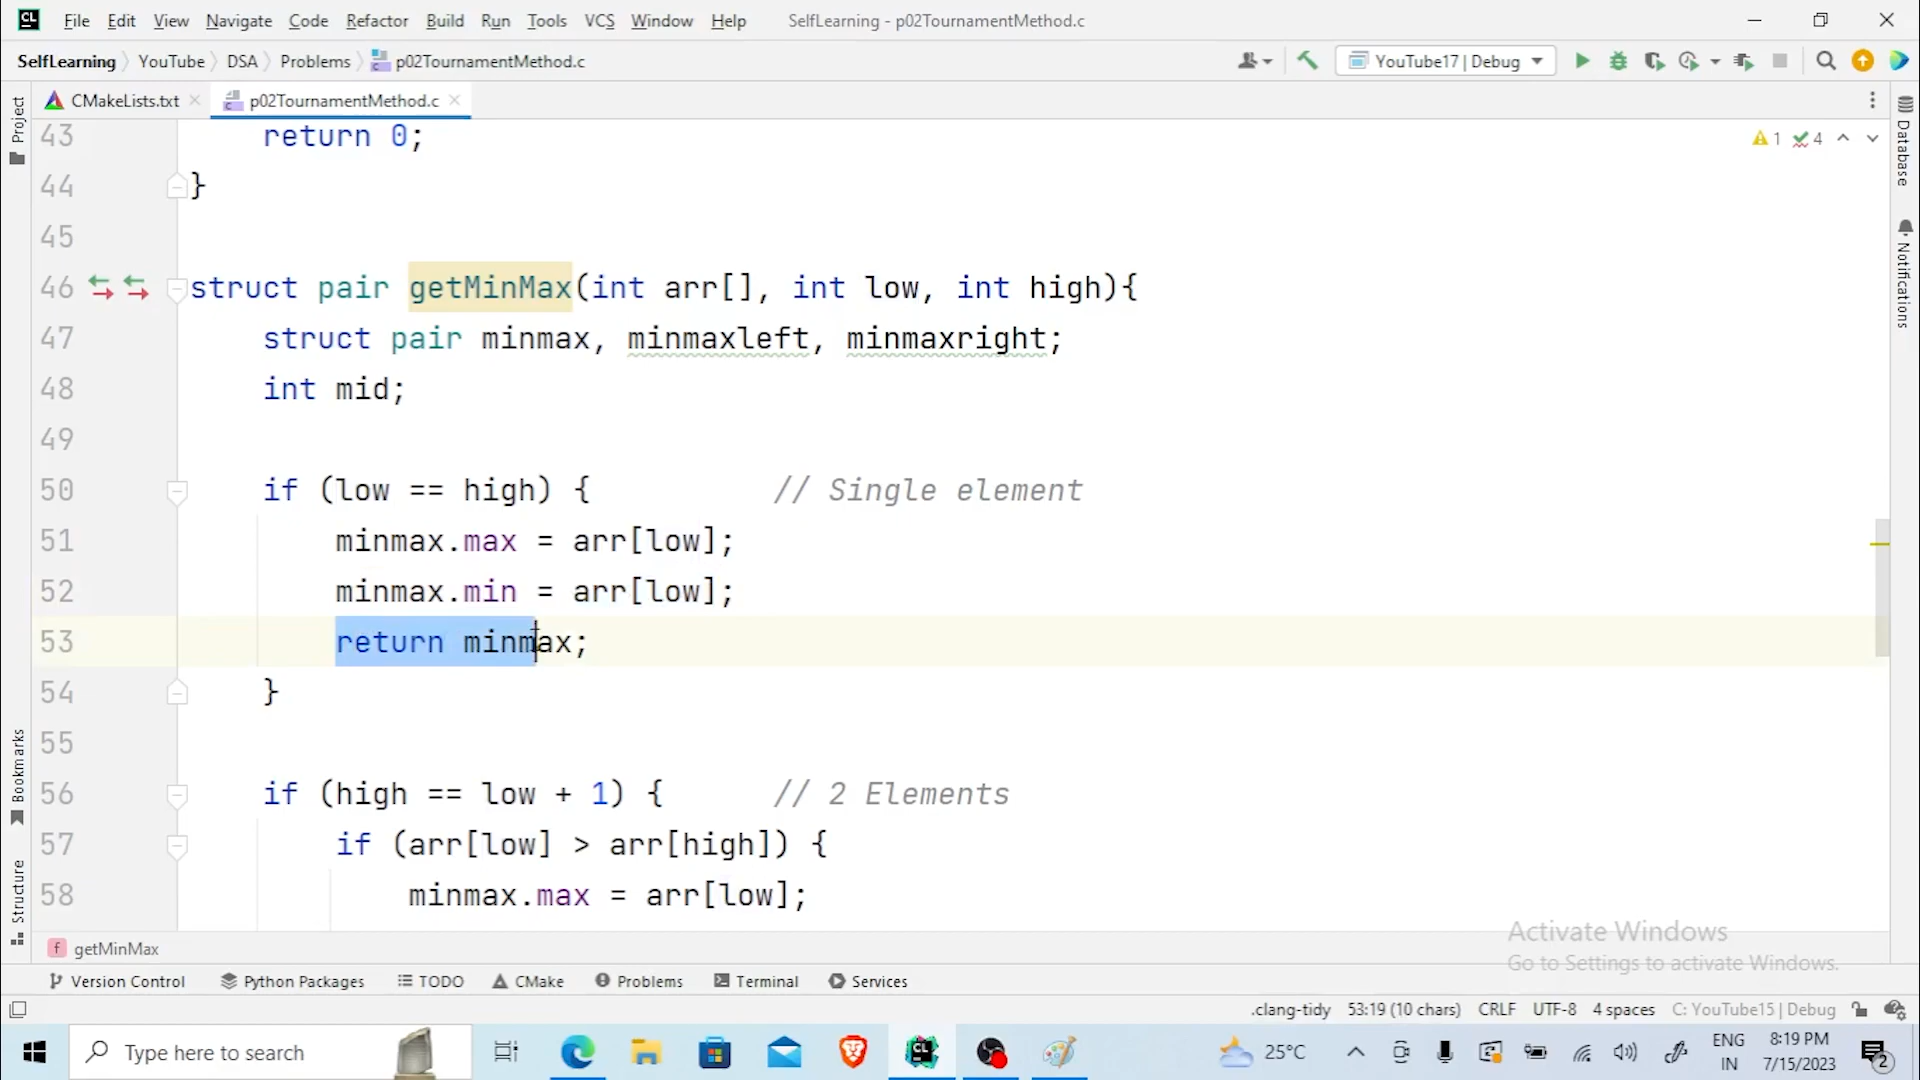 CL File Edit View Navigate Code Refactor Build Run Tools VCS Window Help SelfLearning - p02TournamentMethod.c
SelfLearning YouTube DSA Problems p02TournamentMethod.c YouTube17 | Debug
CMakeLists.txt p02TournamentMethod.c
Project
Bookmarks
Structure
Database
Notifications
1 4
43 return 0;
44 }
45
46 struct pair getMinMax(int arr[], int low, int high){
47 struct pair minmax, minmaxleft, minmaxright;
48 int mid;
49
50 if (low == high) { // Single element
51 minmax.max = arr[low];
52 minmax.min = arr[low];
53 return minmax;
54 }
55
56 if (high == low + 1) { // 2 Elements
57 if (arr[low] > arr[high]) {
58 minmax.max = arr[low];
Activate Windows
Go to Settings to activate Windows.
f getMinMax
Version Control Python Packages TODO CMake Problems Terminal Services
.clang-tidy 53:19 (10 chars) CRLF UTF-8 4 spaces C: YouTube15 | Debug
Type here to search 25°C ENG 8:19 PM
IN 7/15/2023 2